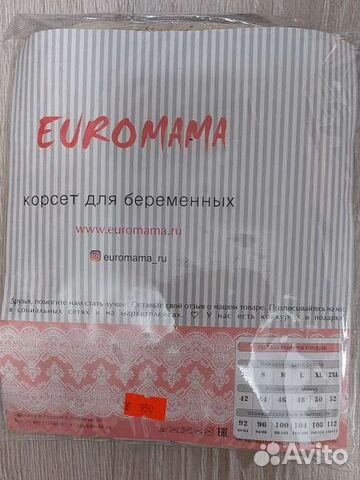 EUROMAMA
корсет для беременных
www.euromama.ru
euromama_ru
Друзья, помогите нам стать лучше. Оставьте свой отзыв о нашем товаре. Подписывайтесь на нас
в социальных сетях и на маркетплейсах. ♡ У нас есть конкурсы и подарки
S M L XL 2XL
42 44 46 48 50 52
92 96 100 104 108 112
950
Avito